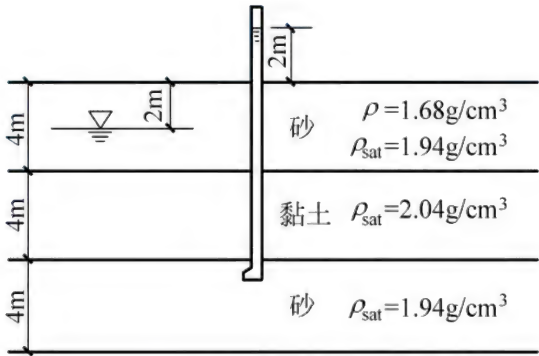 2m
2m
4m
砂 ρ=1.68g/cm³
ρsat=1.94g/cm³
4m
黏土 ρsat=2.04g/cm³
4m
砂 ρsat=1.94g/cm³